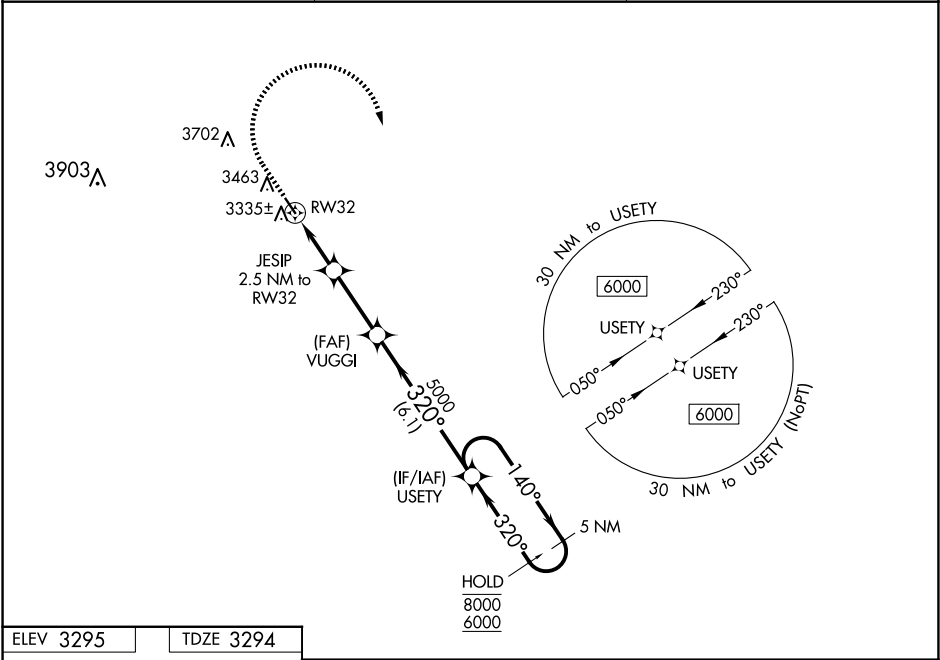 3702
3903
3463
3335±
RW32
JESIP
2.5 NM to
RW32
(FAF)
VUGGI
5000
320°
(6.1)
(IF/IAF)
USETY
140°
320°
5 NM
HOLD
8000
6000
30 NM to USETY
6000
230°
USETY
050°
230°
USETY
050°
6000
30 NM to USETY (NoPT)
ELEV 3295
TDZE 3294